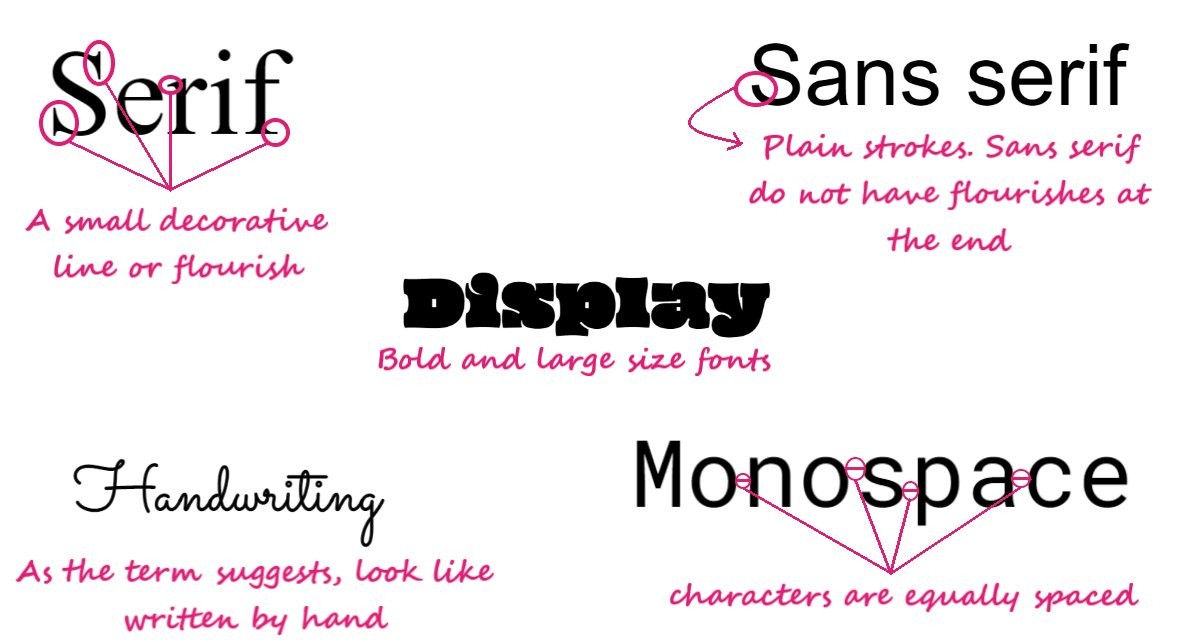 Serif
A small decorative
line or flourish
Sans serif
Plain strokes. Sans serif
do not have flourishes at
the end
Display
Bold and large size fonts
Handwriting
As the term suggests, look like
written by hand
Monospace
characters are equally spaced